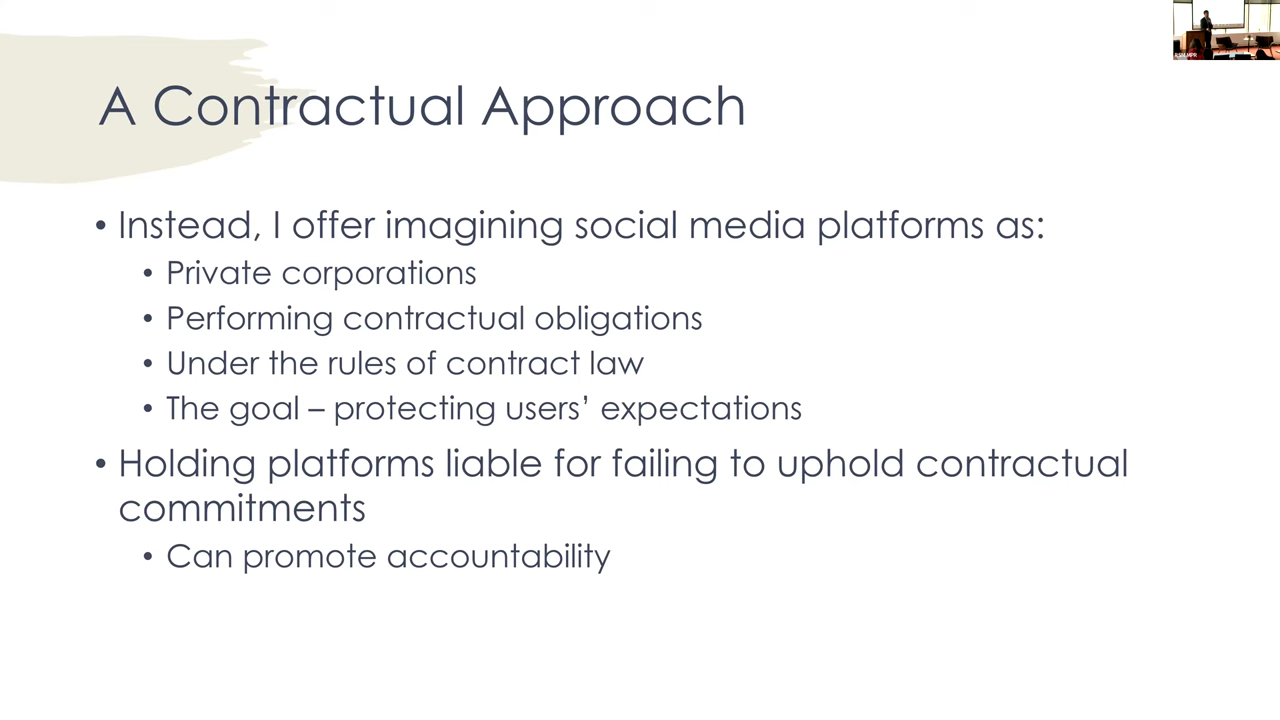 A Contractual Approach
• Instead, I offer imagining social media platforms as:
• Private corporations
• Performing contractual obligations
• Under the rules of contract law
• The goal – protecting users’ expectations
• Holding platforms liable for failing to uphold contractual
commitments
• Can promote accountability